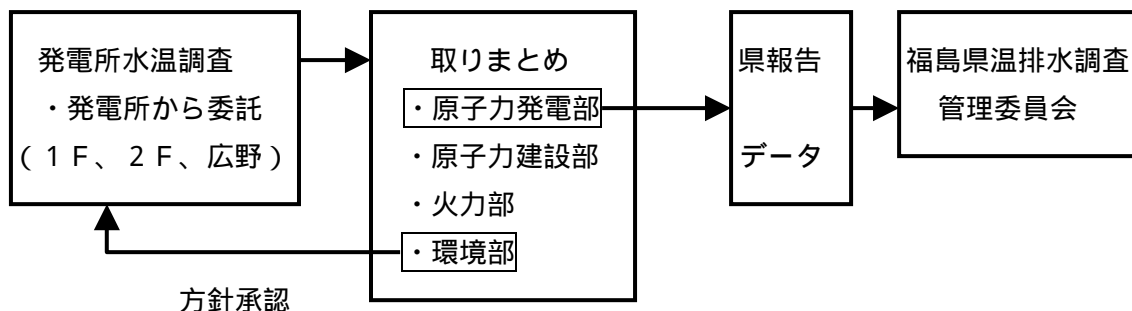 発電所水温調査
・発電所から委託
(1F、2F、広野)
取りまとめ
・原子力発電部
・原子力建設部
・火力部
・環境部
県報告
データ
福島県温排水調査
管理委員会
方針承認